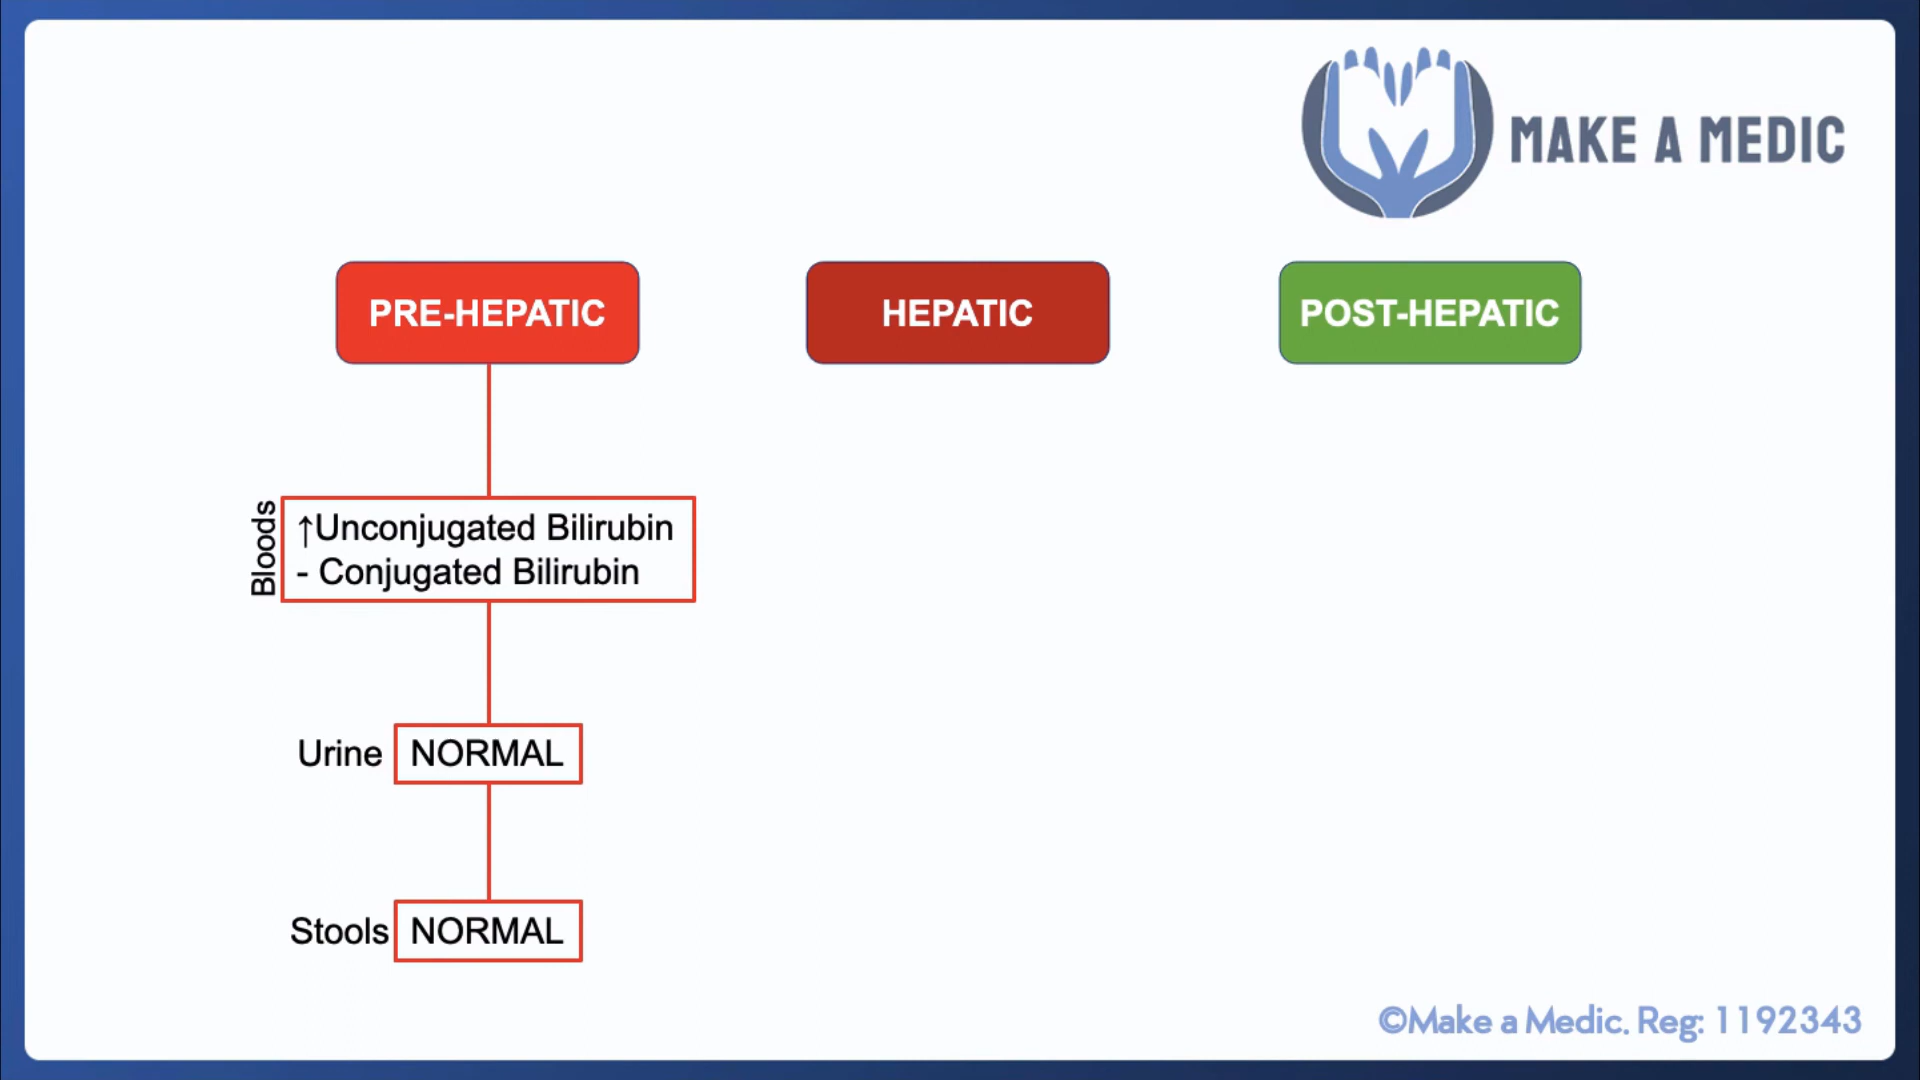 MAKE A MEDIC
PRE-HEPATIC
HEPATIC
POST-HEPATIC
Bloods
↑Unconjugated Bilirubin
- Conjugated Bilirubin
Urine NORMAL
Stools NORMAL
©Make a Medic. Reg: 1192343